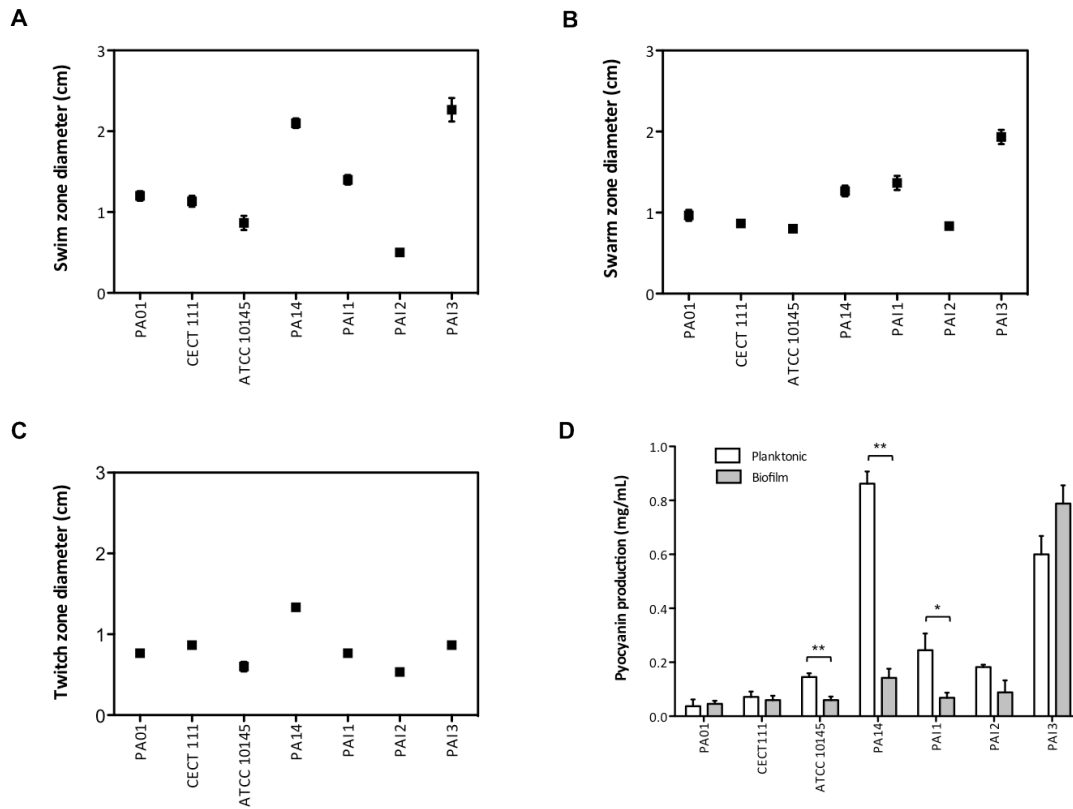 A
Swim zone diameter (cm)
3
2
1
0
PA01
CECT 111
ATCC 10145
PA14
PAI1
PAI2
PAI3
B
Swarm zone diameter (cm)
3
2
1
0
PA01
CECT 111
ATCC 10145
PA14
PAI1
PAI2
PAI3
C
Twitch zone diameter (cm)
3
2
1
0
PA01
CECT 111
ATCC 10145
PA14
PAI1
PAI2
PAI3
D
Pyocyanin production (mg/mL)
1.0
0.8
0.6
0.4
0.2
0.0
Planktonic
Biofilm
**
**
*
PA01
CECT111
ATCC 10145
PA14
PAI1
PAI2
PAI3